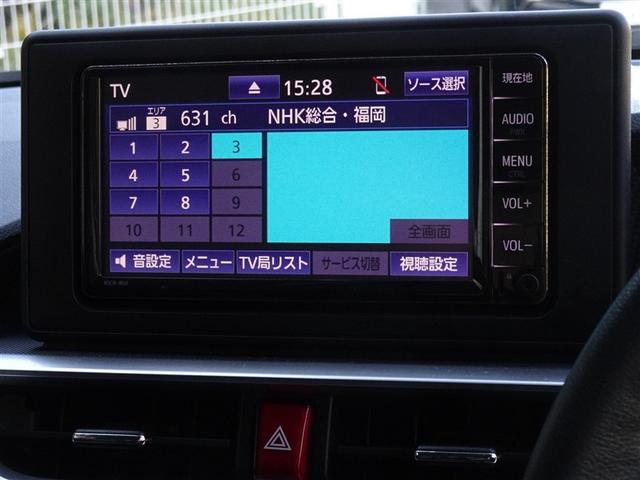 TV 15:28 ソース選択
エリア 3 631 ch NHK総合・福岡
1 2 3
4 5 6
7 8 9
10 11 12 全画面
音設定 メニュー TV局リスト サービス切替 視聴設定
現在地
AUDIO
PWR
MENU
CTRL
VOL+
VOL-